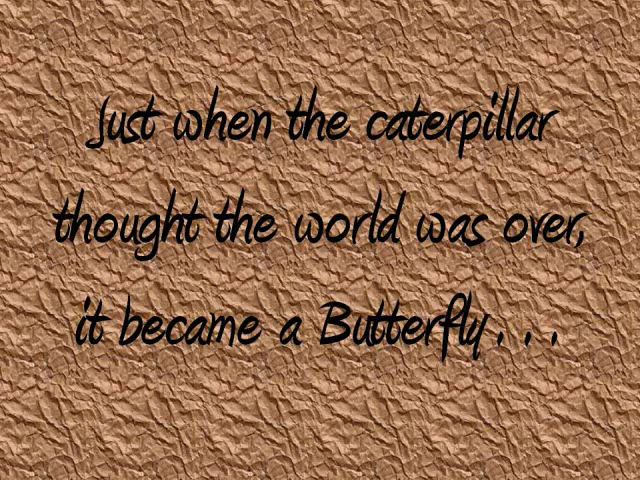 Just when the caterpillar
thought the world was over,
it became a Butterfly . . .